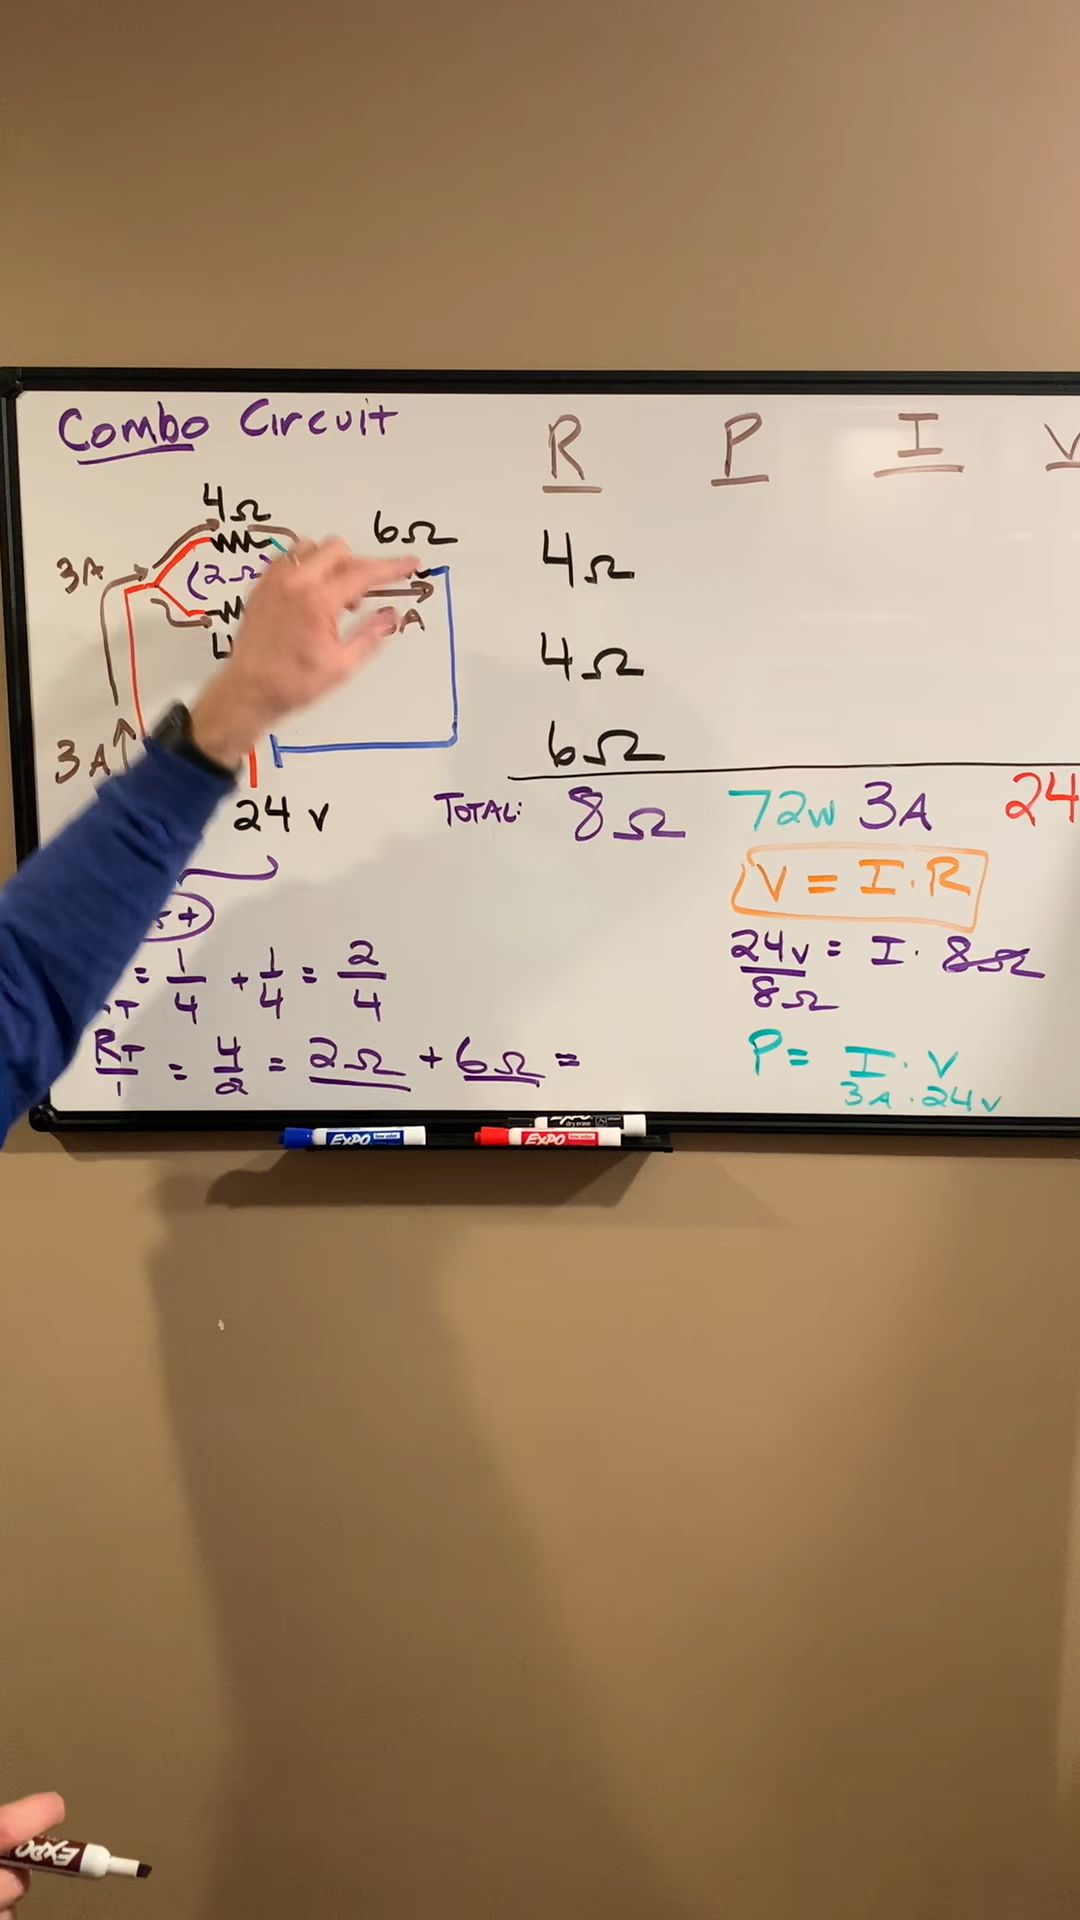 Combo Circuit
R P I V
4Ω
6Ω
3A
(2Ω)
4Ω
4Ω
6Ω
3A
24 V
TOTAL: 8Ω 72W 3A 24
V = I · R
24V = I · 8Ω
8Ω
= 1/4 + 1/4 = 2/4
RT/1 = 4/2 = 2Ω + 6Ω =
P = I · V
3A · 24V
EXPO
EXPO
EXPO